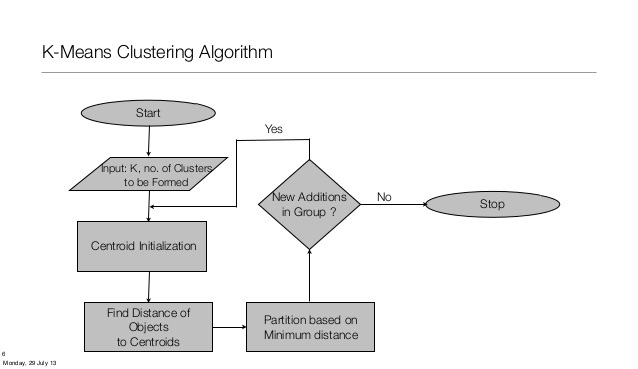 K-Means Clustering Algorithm
Start
Yes
Input: K, no. of Clusters
to be Formed
New Additions
in Group ?
No
Stop
Centroid Initialization
Find Distance of
Objects
to Centroids
Partition based on
Minimum distance
6
Monday, 29 July 13